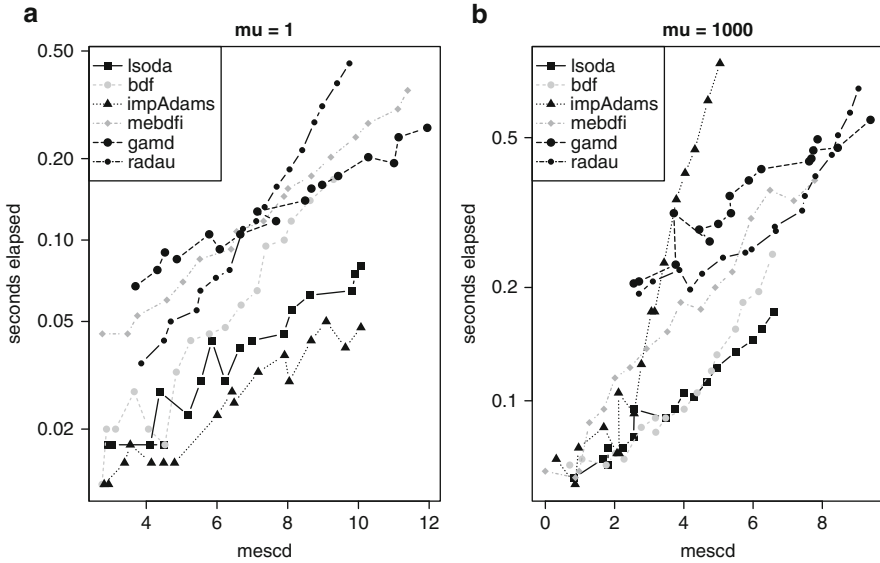 a
mu = 1
lsoda
bdf
impAdams
mebdfi
gamd
radau
seconds elapsed
0.50
0.20
0.10
0.05
0.02
4 6 8 10 12
mescd
b
mu = 1000
lsoda
bdf
impAdams
mebdfi
gamd
radau
seconds elapsed
0.5
0.2
0.1
0 2 4 6 8
mescd